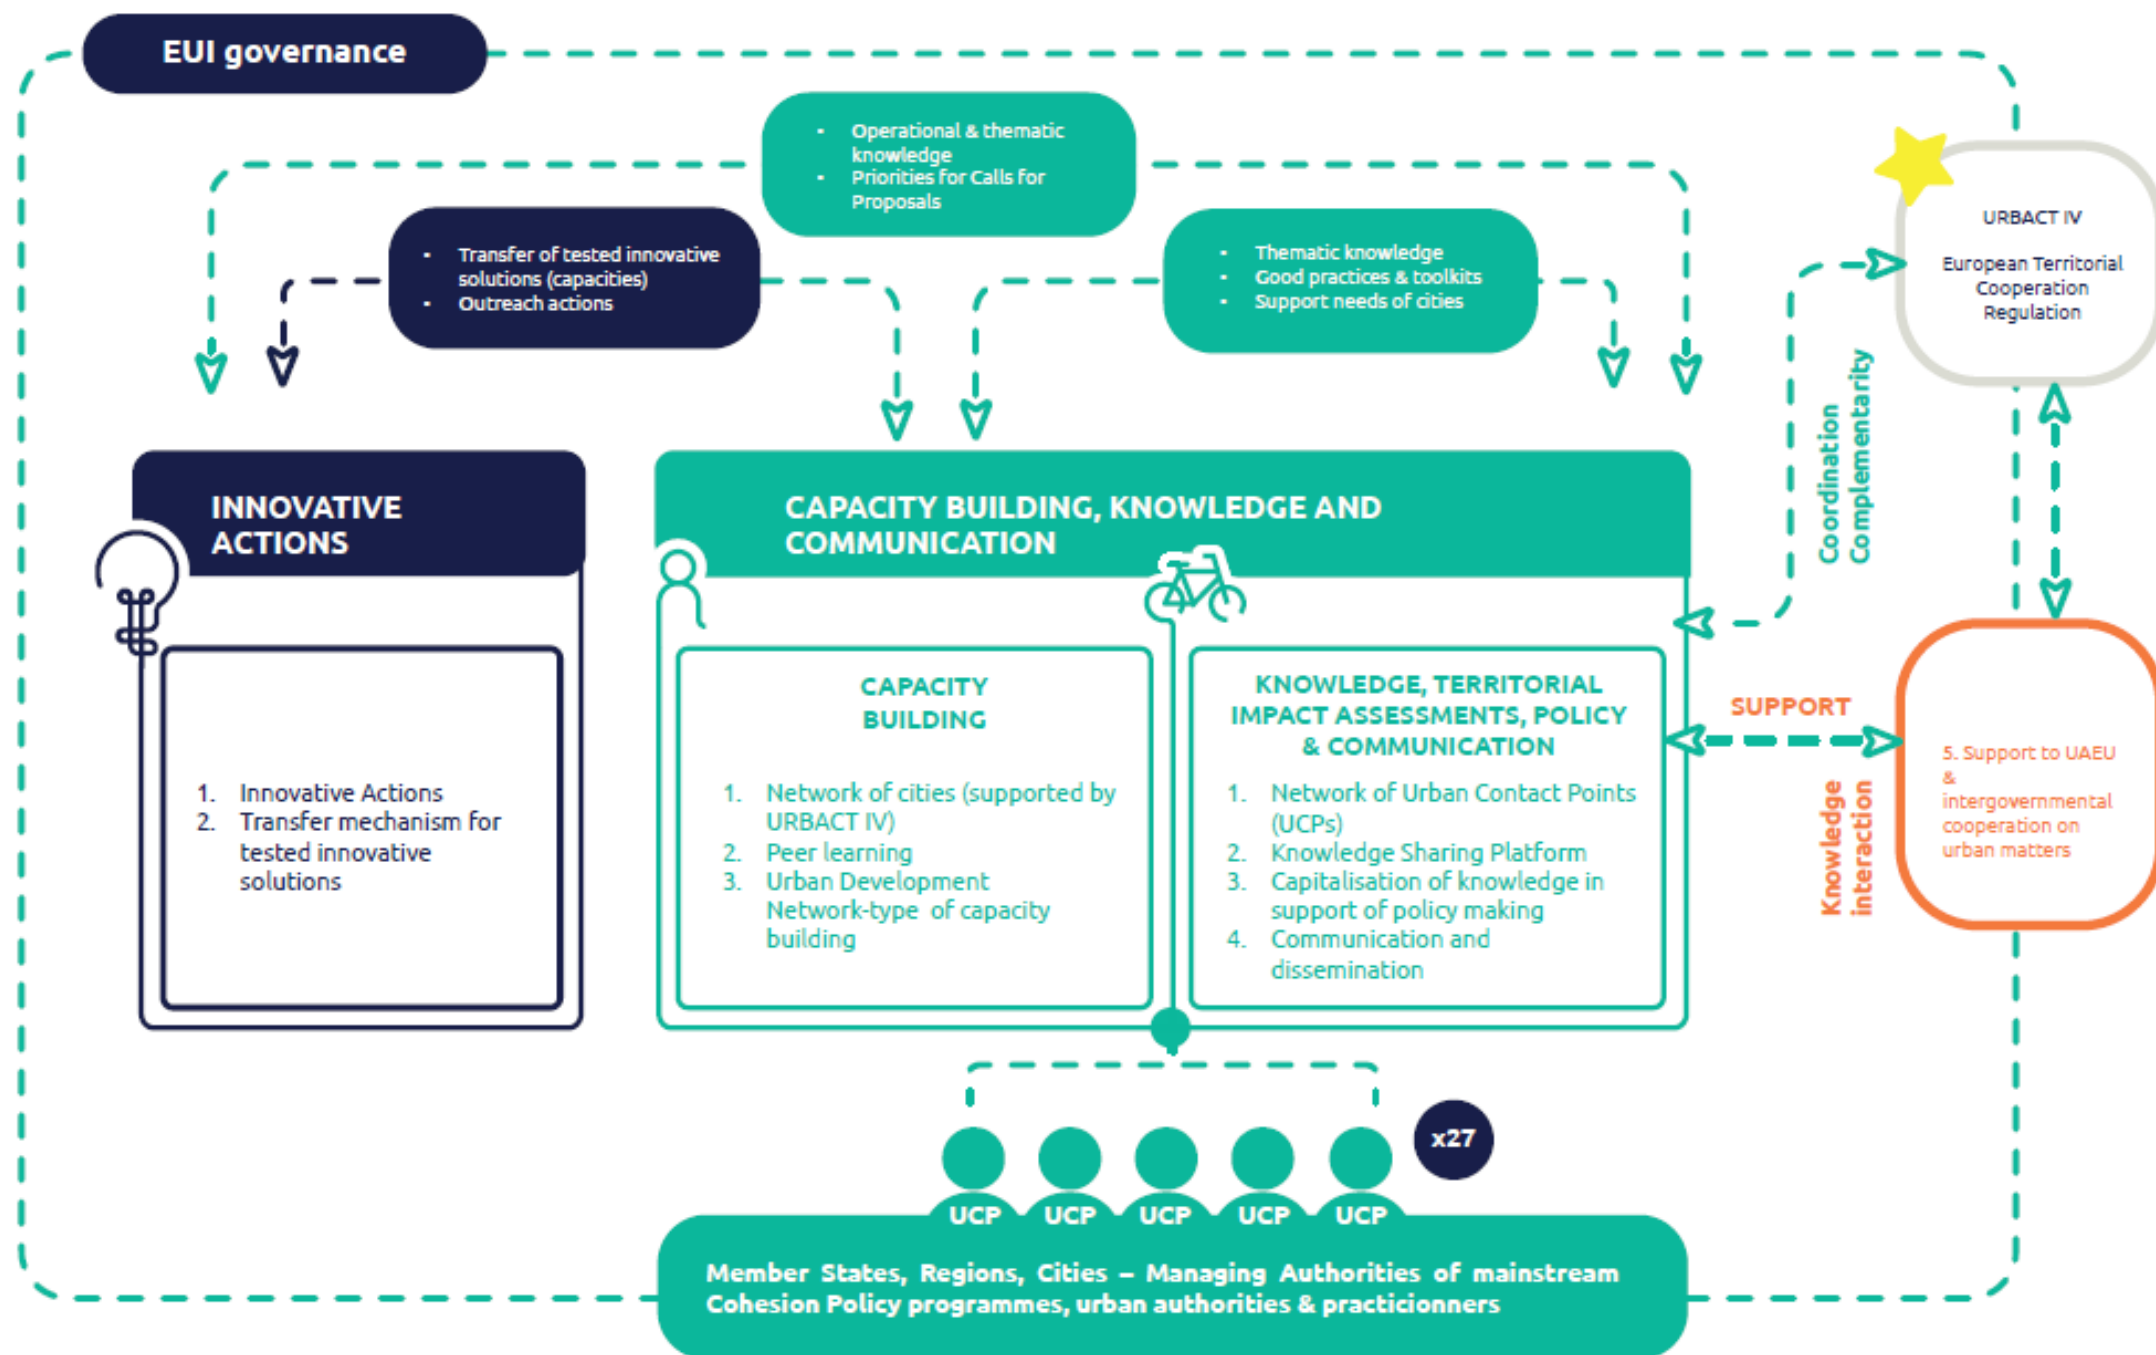 EUI governance
▪ Operational & thematic
knowledge
▪ Priorities for Calls for
Proposals
▪ Transfer of tested innovative
solutions (capacities)
▪ Outreach actions
▪ Thematic knowledge
▪ Good practices & toolkits
▪ Support needs of cities
URBACT IV
European Territorial
Cooperation
Regulation
Coordination
Complementarity
INNOVATIVE
ACTIONS
1. Innovative Actions
2. Transfer mechanism for
tested innovative
solutions
CAPACITY BUILDING, KNOWLEDGE AND
COMMUNICATION
CAPACITY
BUILDING
1. Network of cities (supported by
URBACT IV)
2. Peer learning
3. Urban Development
Network-type of capacity
building
KNOWLEDGE, TERRITORIAL
IMPACT ASSESSMENTS, POLICY
& COMMUNICATION
1. Network of Urban Contact Points
(UCPs)
2. Knowledge Sharing Platform
3. Capitalisation of knowledge in
support of policy making
4. Communication and
dissemination
SUPPORT
Knowledge
interaction
5. Support to UAEU
&
intergovernmental
cooperation on
urban matters
x27
UCP UCP UCP UCP UCP
Member States, Regions, Cities – Managing Authorities of mainstream
Cohesion Policy programmes, urban authorities & practicionners